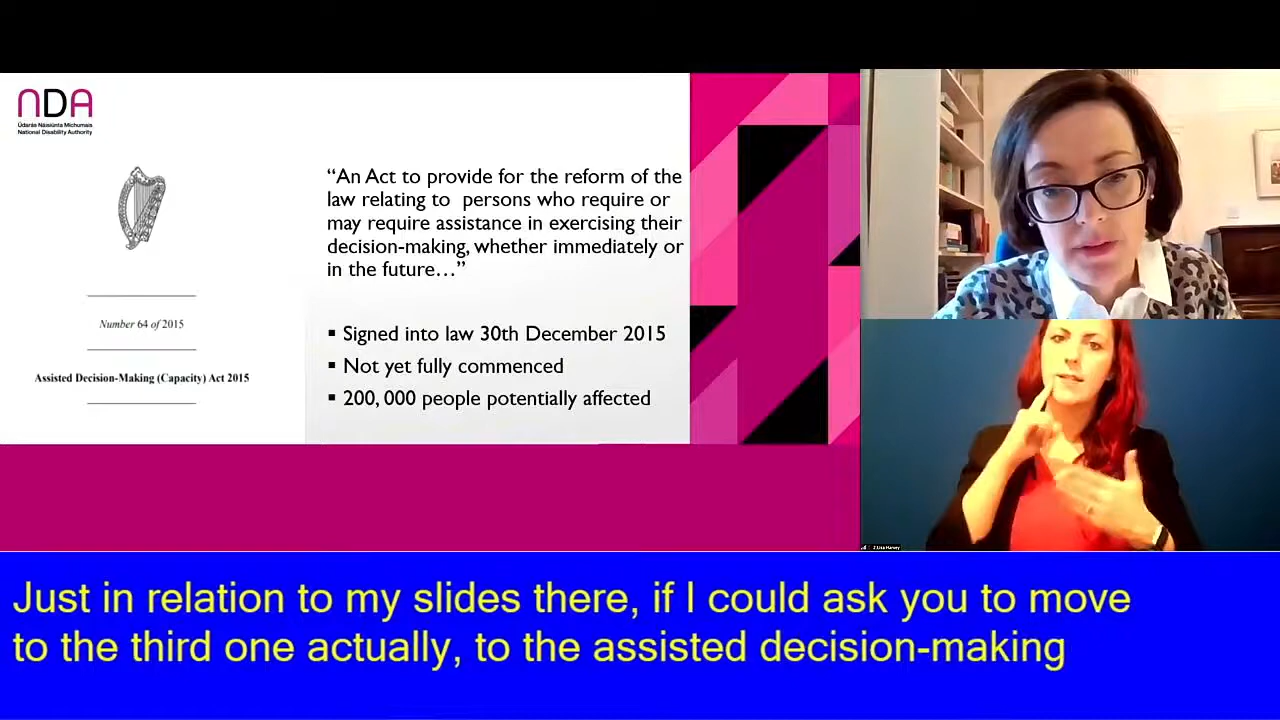 NDA
Údarás Náisiúnta Míchumais
National Disability Authority
Number 64 of 2015
Assisted Decision-Making (Capacity) Act 2015
“An Act to provide for the reform of the
law relating to persons who require or
may require assistance in exercising their
decision-making, whether immediately or
in the future…”
▪ Signed into law 30th December 2015
▪ Not yet fully commenced
▪ 200, 000 people potentially affected
Just in relation to my slides there, if I could ask you to move
to the third one actually, to the assisted decision-making